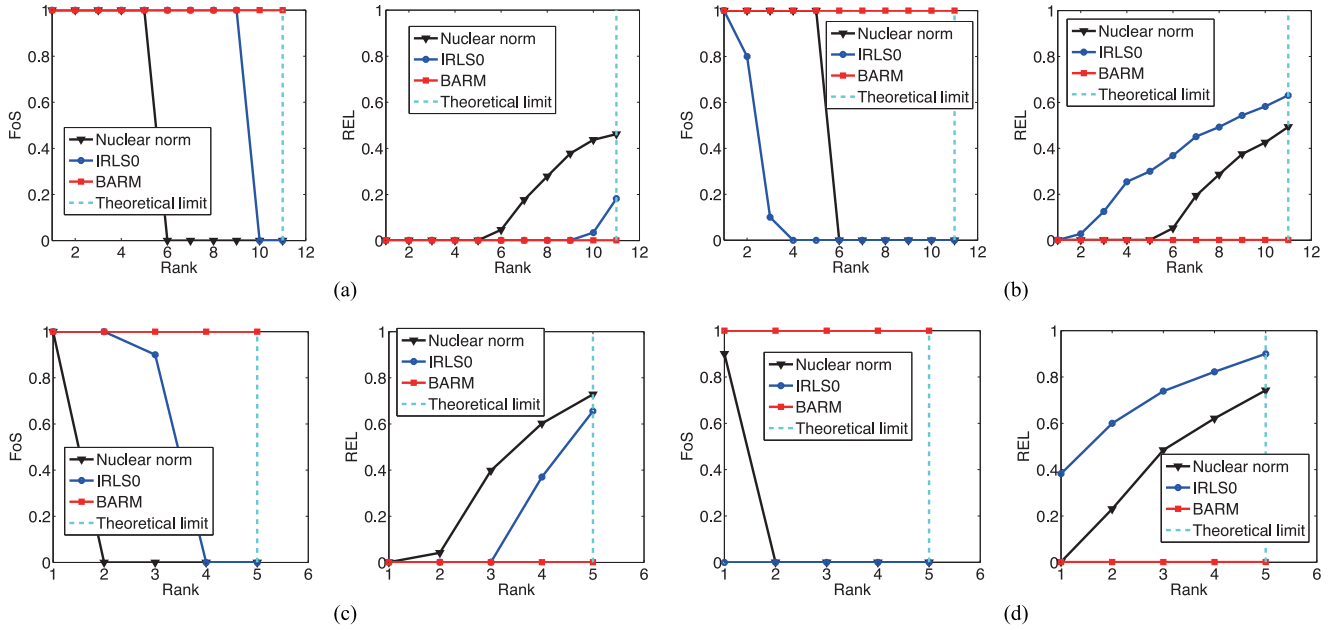 1
0.8
0.6
0.4
0.2
0
FoS
2 4 6 8 10 12
Rank
Nuclear norm
IRLS0
BARM
Theoretical limit
1
0.8
0.6
0.4
0.2
0
REL
2 4 6 8 10 12
Rank
Nuclear norm
IRLS0
BARM
Theoretical limit
(a)
1
0.8
0.6
0.4
0.2
0
FoS
2 4 6 8 10 12
Rank
Nuclear norm
IRLS0
BARM
Theoretical limit
1
0.8
0.6
0.4
0.2
0
REL
2 4 6 8 10 12
Rank
Nuclear norm
IRLS0
BARM
Theoretical limit
(b)
1
0.8
0.6
0.4
0.2
0
FoS
1 2 3 4 5 6
Rank
Nuclear norm
IRLS0
BARM
Theoretical limit
1
0.8
0.6
0.4
0.2
0
REL
1 2 3 4 5 6
Rank
Nuclear norm
IRLS0
BARM
Theoretical limit
(c)
1
0.8
0.6
0.4
0.2
0
FoS
1 2 3 4 5 6
Rank
Nuclear norm
IRLS0
BARM
Theoretical limit
1
0.8
0.6
0.4
0.2
0
REL
1 2 3 4 5 6
Rank
Nuclear norm
IRLS0
BARM
Theoretical limit
(d)